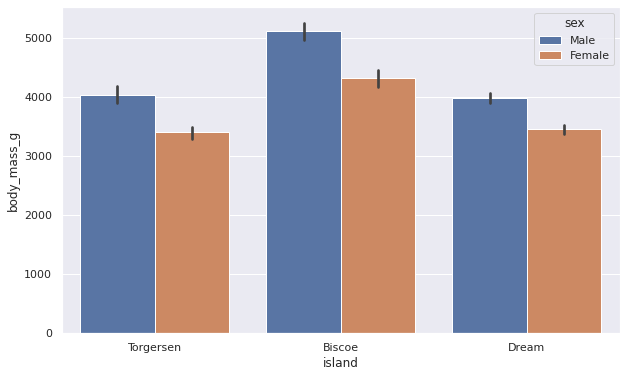 sex
Male
Female
5000
4000
3000
2000
1000
0
body_mass_g
Torgersen
Biscoe
Dream
island